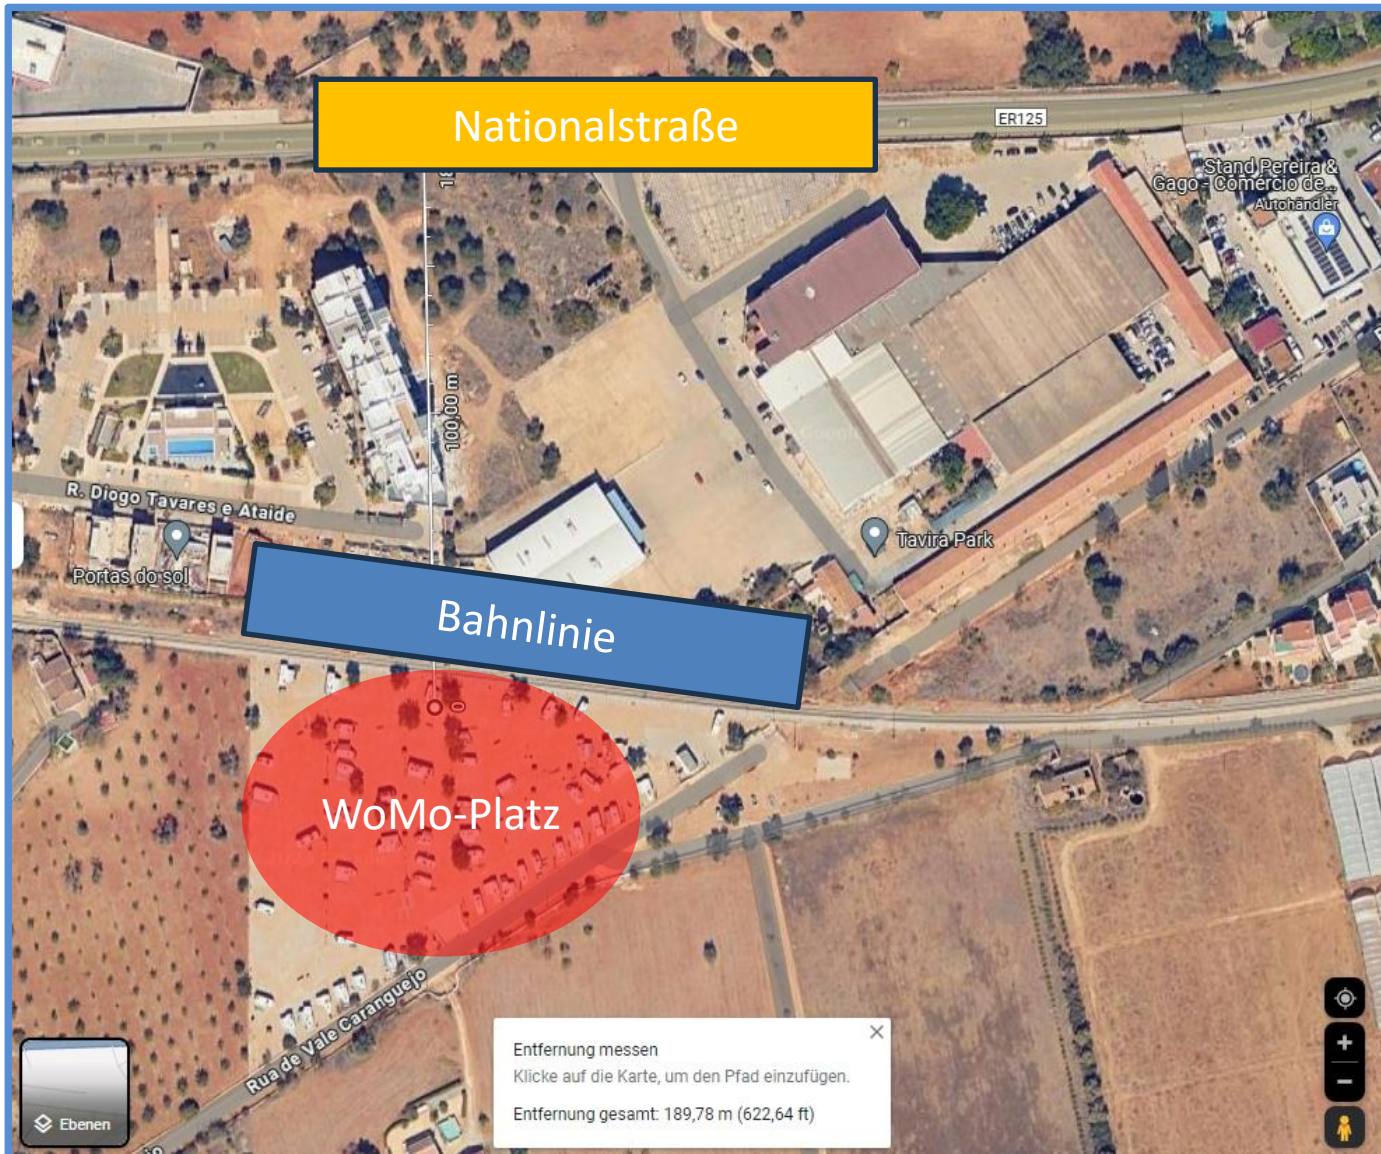 Nationalstraße
ER125
Stand Pereira &
Gago - Comércio de...
Autohändler
100,00 m
R. Diogo Tavares e Ataide
Portas do sol
Tavira Park
Bahnlinie
0
WoMo-Platz
Rua de Vale Caranguejo
Entfernung messen
Klicke auf die Karte, um den Pfad einzufügen.
Entfernung gesamt: 189,78 m (622,64 ft)
Ebenen